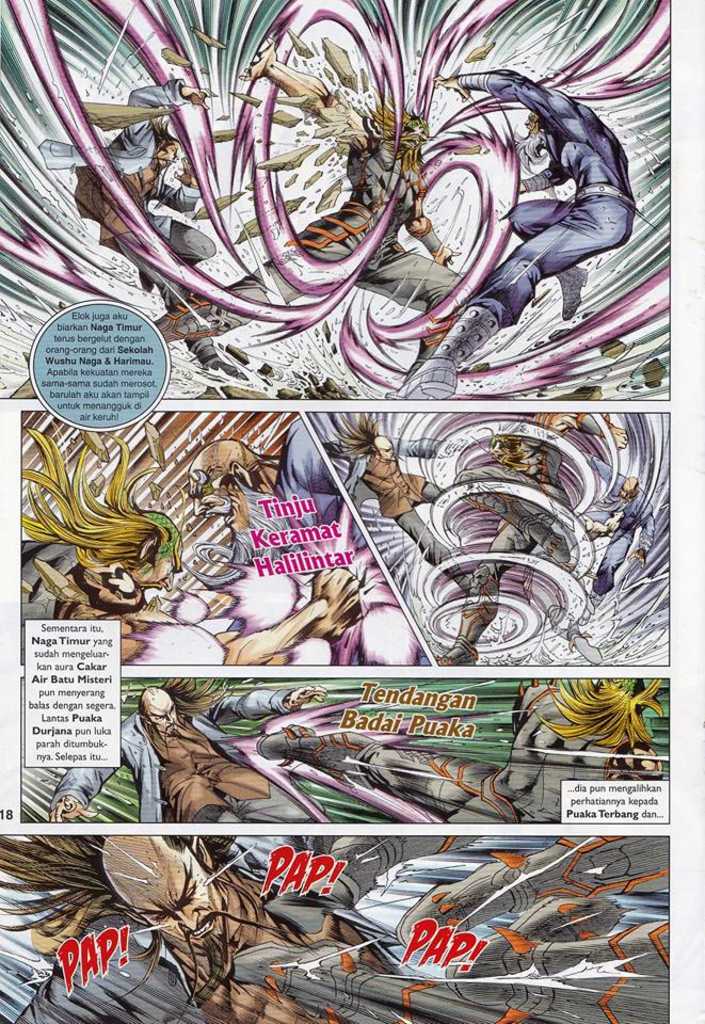 Elok juga aku
biarkan Naga Timur
terus bergelut dengan
orang-orang dari Sekolah
Wushu Naga & Harimau.
Apabila kekuatan mereka
sama-sama sudah merosot,
barulah aku akan tampil
untuk menangguk di
air keruh!
Tinju
Keramat
Halilintar
Sementara itu,
Naga Timur yang
sudah mengeluar-
kan aura Cakar
Air Batu Misteri
pun menyerang
balas dengan segera.
Lantas Puaka
Durjana pun luka
parah ditumbuk-
nya. Selepas itu...
Tendangan
Badai Puaka
...dia pun mengalihkan
perhatiannya kepada
Puaka Terbang dan...
18
PAP!
PAP!
PAP!